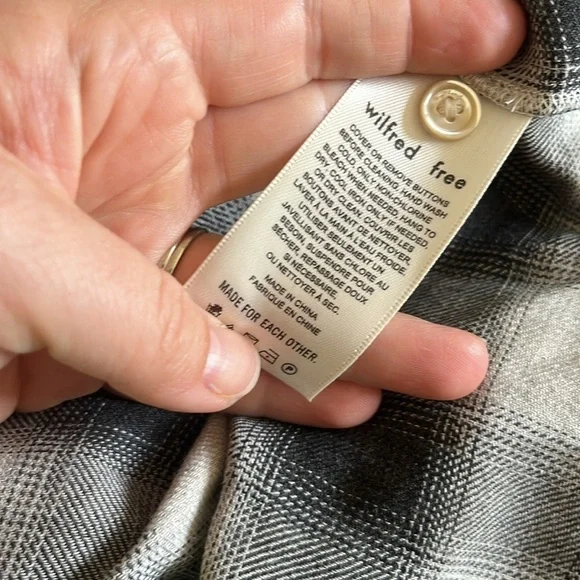 wilfred free
COVER OR REMOVE BUTTONS
BEFORE CLEANING. HAND WASH
COLD, ONLY NON-CHLORINE
BLEACH WHEN NEEDED, HANG TO
DRY, COOL IRON ONLY IF NEEDED.
OR DRY CLEAN. COUVRIR LES
BOUTONS AVANT DE NETTOYER.
LAVER À LA MAIN À L'EAU FROIDE.
UTILISER SEULEMENT UN
JAVELLISANT SANS CHLORE AU
BESOIN, SUSPENDRE POUR
SÉCHER, REPASSAGE DOUX
SI NÉCESSAIRE.
OU NETTOYER À SEC.
MADE IN CHINA
FABRIQUÉ EN CHINE
MADE FOR EACH OTHER.
P